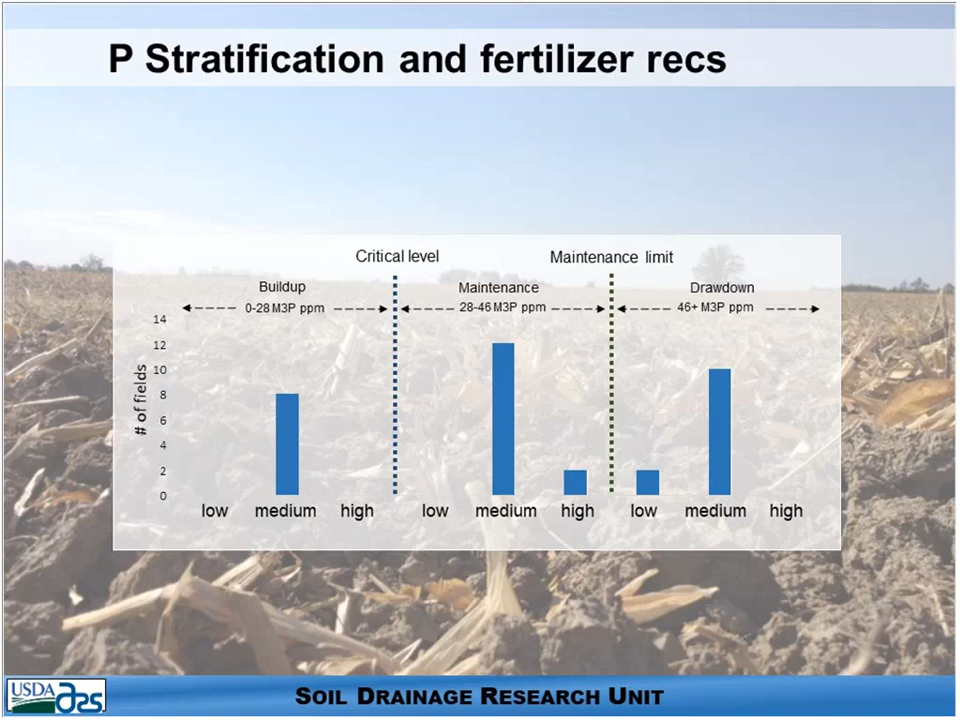 P Stratification and fertilizer recs
Critical level
Maintenance limit
Buildup
Maintenance
Drawdown
0-28 M3P ppm
28-46 M3P ppm
46+ M3P ppm
# of fields
14
12
10
8
6
4
2
0
low medium high low medium high low medium high
USDA ars
SOIL DRAINAGE RESEARCH UNIT